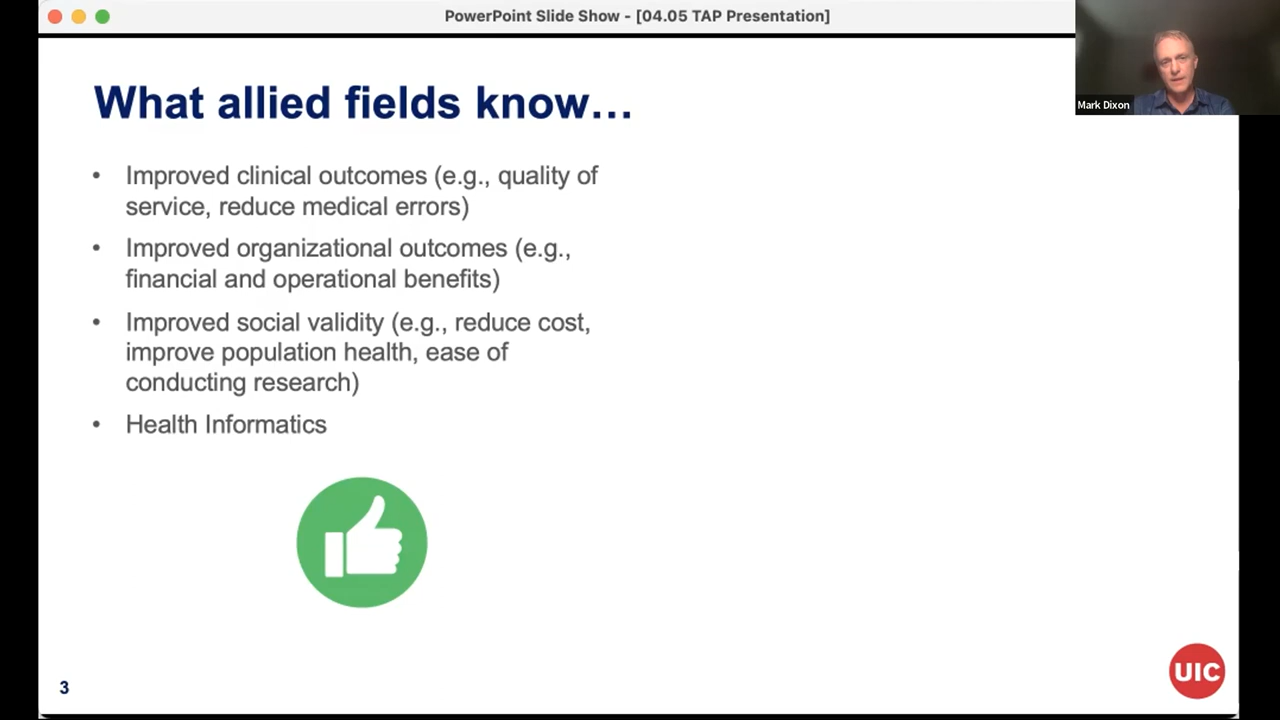 PowerPoint Slide Show - [04.05 TAP Presentation]
Mark Dixon
What allied fields know…
• Improved clinical outcomes (e.g., quality of
service, reduce medical errors)
• Improved organizational outcomes (e.g.,
financial and operational benefits)
• Improved social validity (e.g., reduce cost,
improve population health, ease of
conducting research)
• Health Informatics
3
UIC